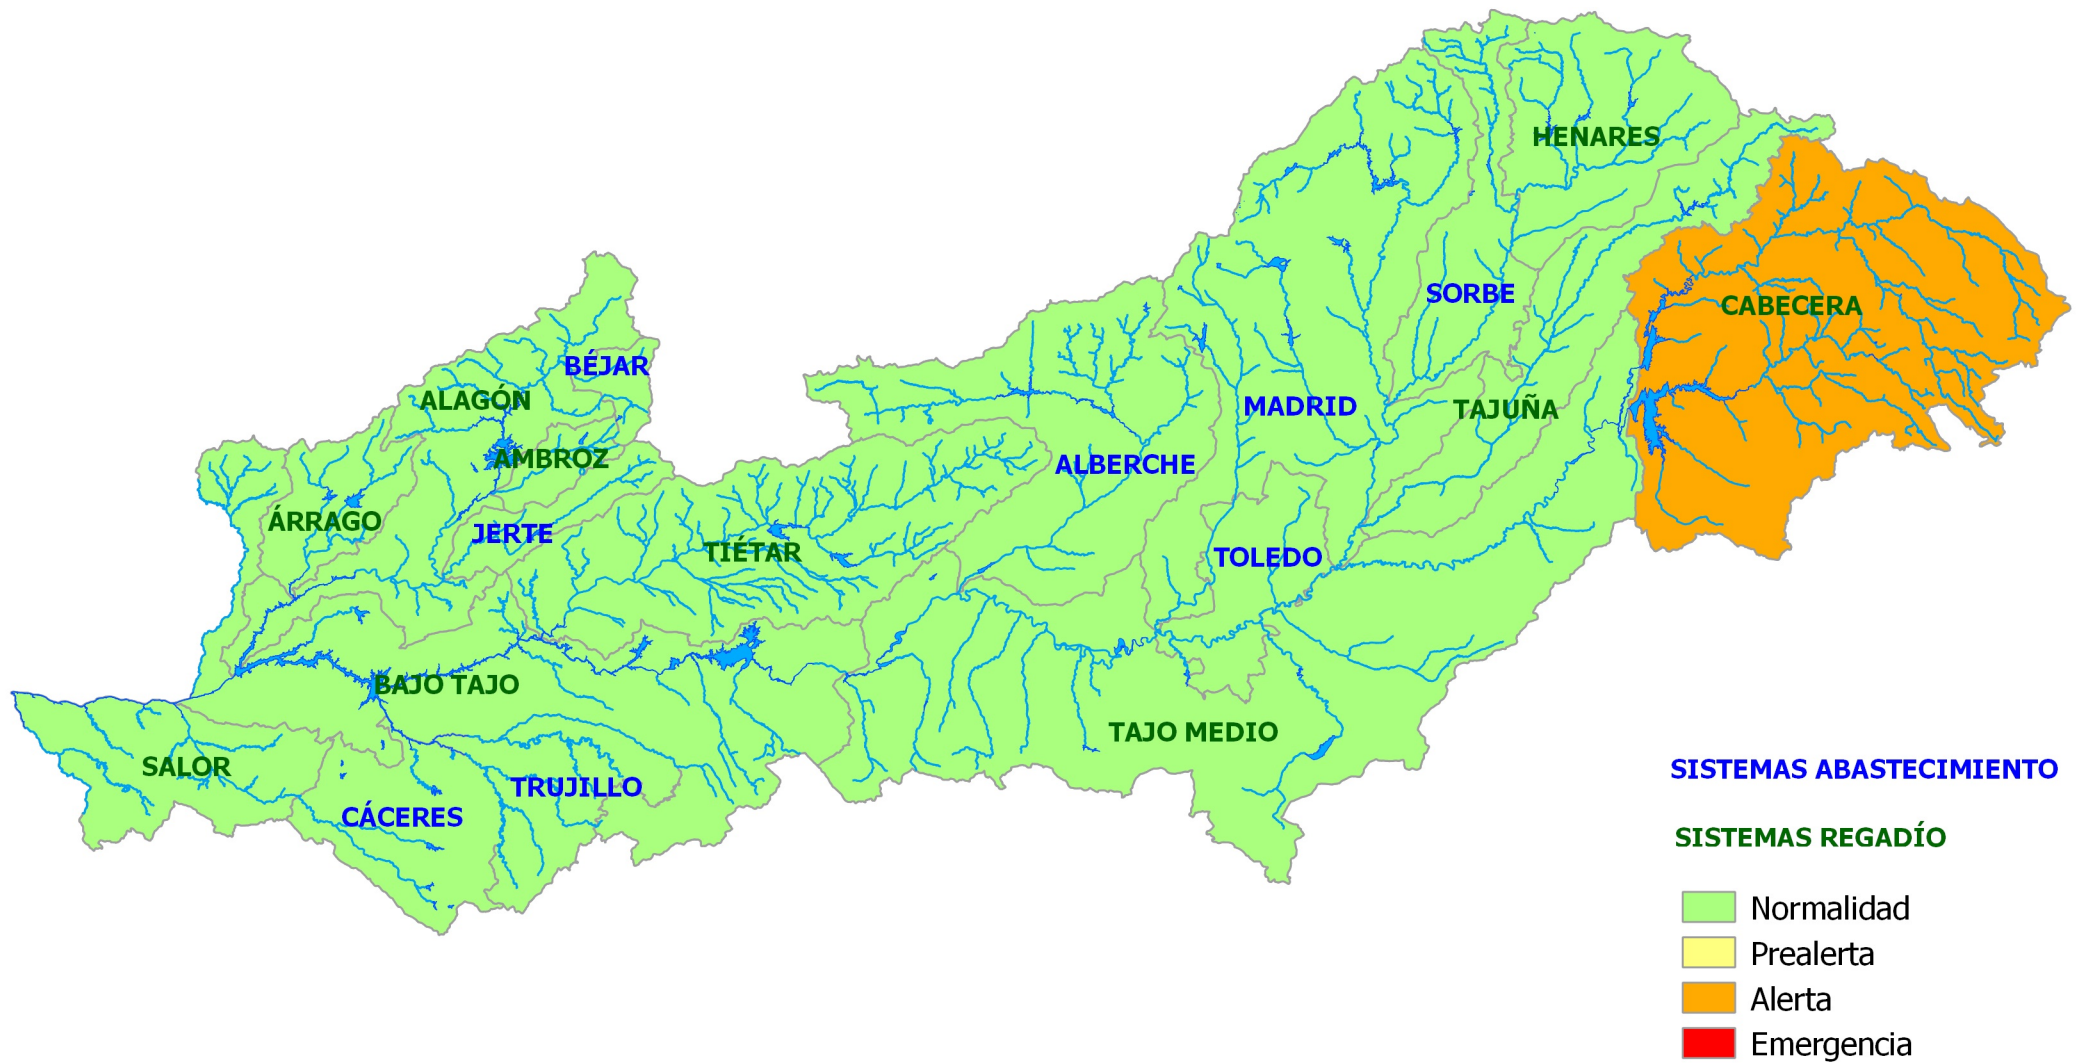 HENARES
SORBE
CABECERA
BÉJAR
ALAGÓN
MADRID
TAJUÑA
AMBROZ
ALBERCHE
ÁRRAGO
JERTE
TIÉTAR
TOLEDO
BAJO TAJO
TAJO MEDIO
SALOR
TRUJILLO
CÁCERES
SISTEMAS ABASTECIMIENTO
SISTEMAS REGADÍO
Normalidad
Prealerta
Alerta
Emergencia